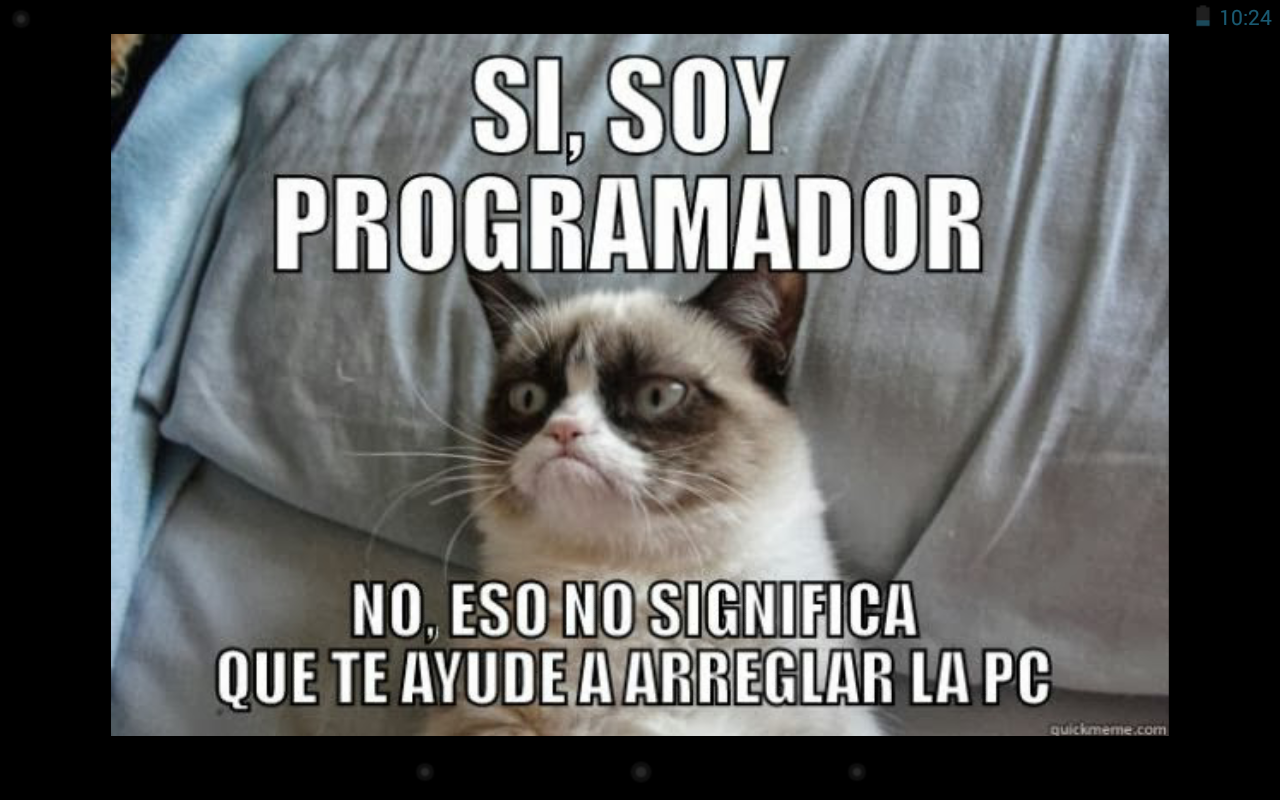 10:24
SI, SOY
PROGRAMADOR
NO, ESO NO SIGNIFICA
QUE TE AYUDE A ARREGLAR LA PC
quickmeme.com